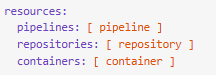 resources:
  pipelines: [ pipeline ]
  repositories: [ repository ]
  containers: [ container ]